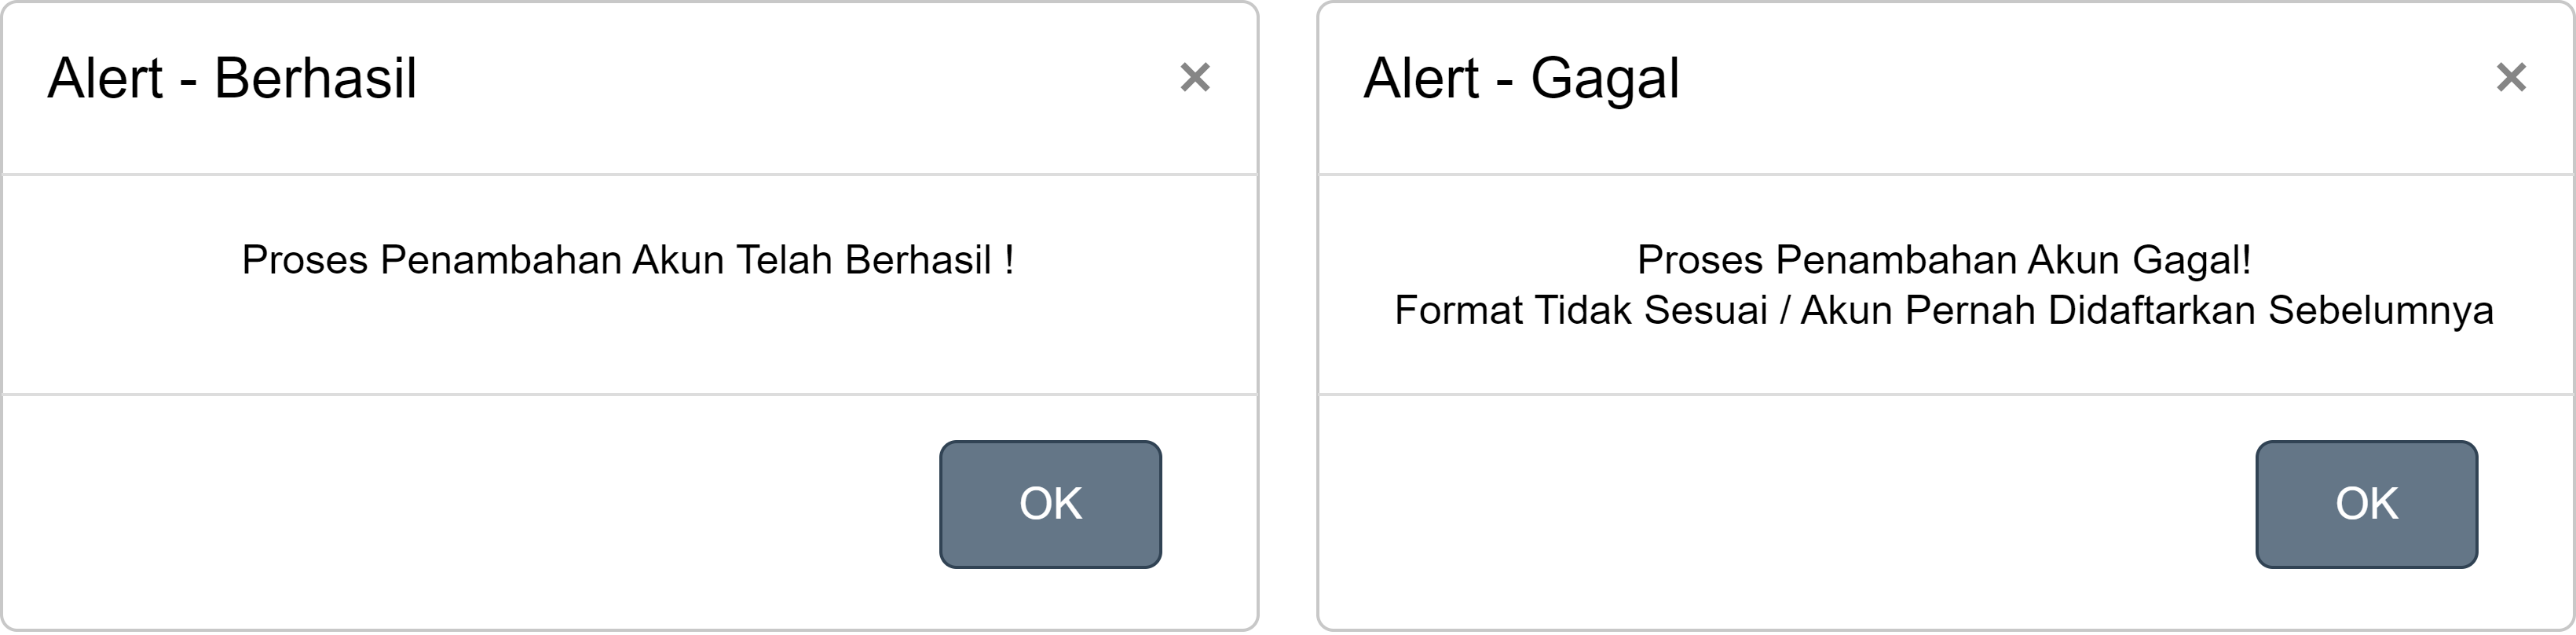 Alert - Berhasil
×
Proses Penambahan Akun Telah Berhasil !
OK
Alert - Gagal
×
Proses Penambahan Akun Gagal!
Format Tidak Sesuai / Akun Pernah Didaftarkan Sebelumnya
OK